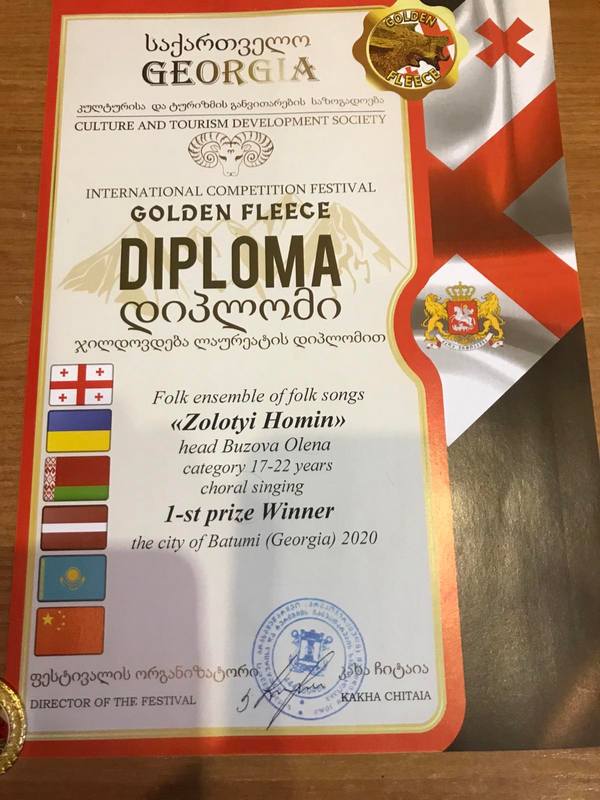 საქართველო
GEORGIA
GOLDEN
FLEECE
კულტურისა და ტურიზმის განვითარების საზოგადოება
CULTURE AND TOURISM DEVELOPMENT SOCIETY
INTERNATIONAL COMPETITION FESTIVAL
GOLDEN FLEECE
DIPLOMA
დიპლომი
ჯილდოვდება ლაურეატის დიპლომით
Folk ensemble of folk songs
«Zolotyi Homin»
head Buzova Olena
category 17-22 years
choral singing
1-st prize Winner
the city of Batumi (Georgia) 2020
ფესტივალის ორგანიზატორი
კახა ჩიტაია
DIRECTOR OF THE FESTIVAL
KAKHA CHITAIA